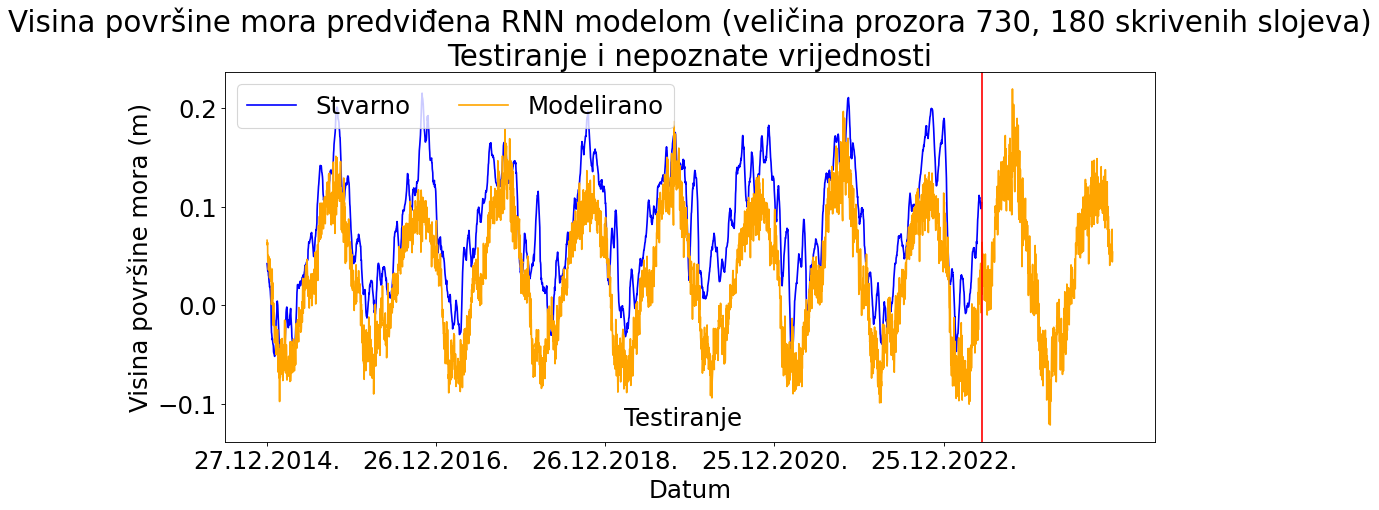 Visina površine mora predviđena RNN modelom (veličina prozora 730, 180 skrivenih slojeva)
Testiranje i nepoznate vrijednosti
Stvarno
Modelirano
Visina površine mora (m)
0.2
0.1
0.0
−0.1
Testiranje
27.12.2014.
26.12.2016.
26.12.2018.
25.12.2020.
25.12.2022.
Datum